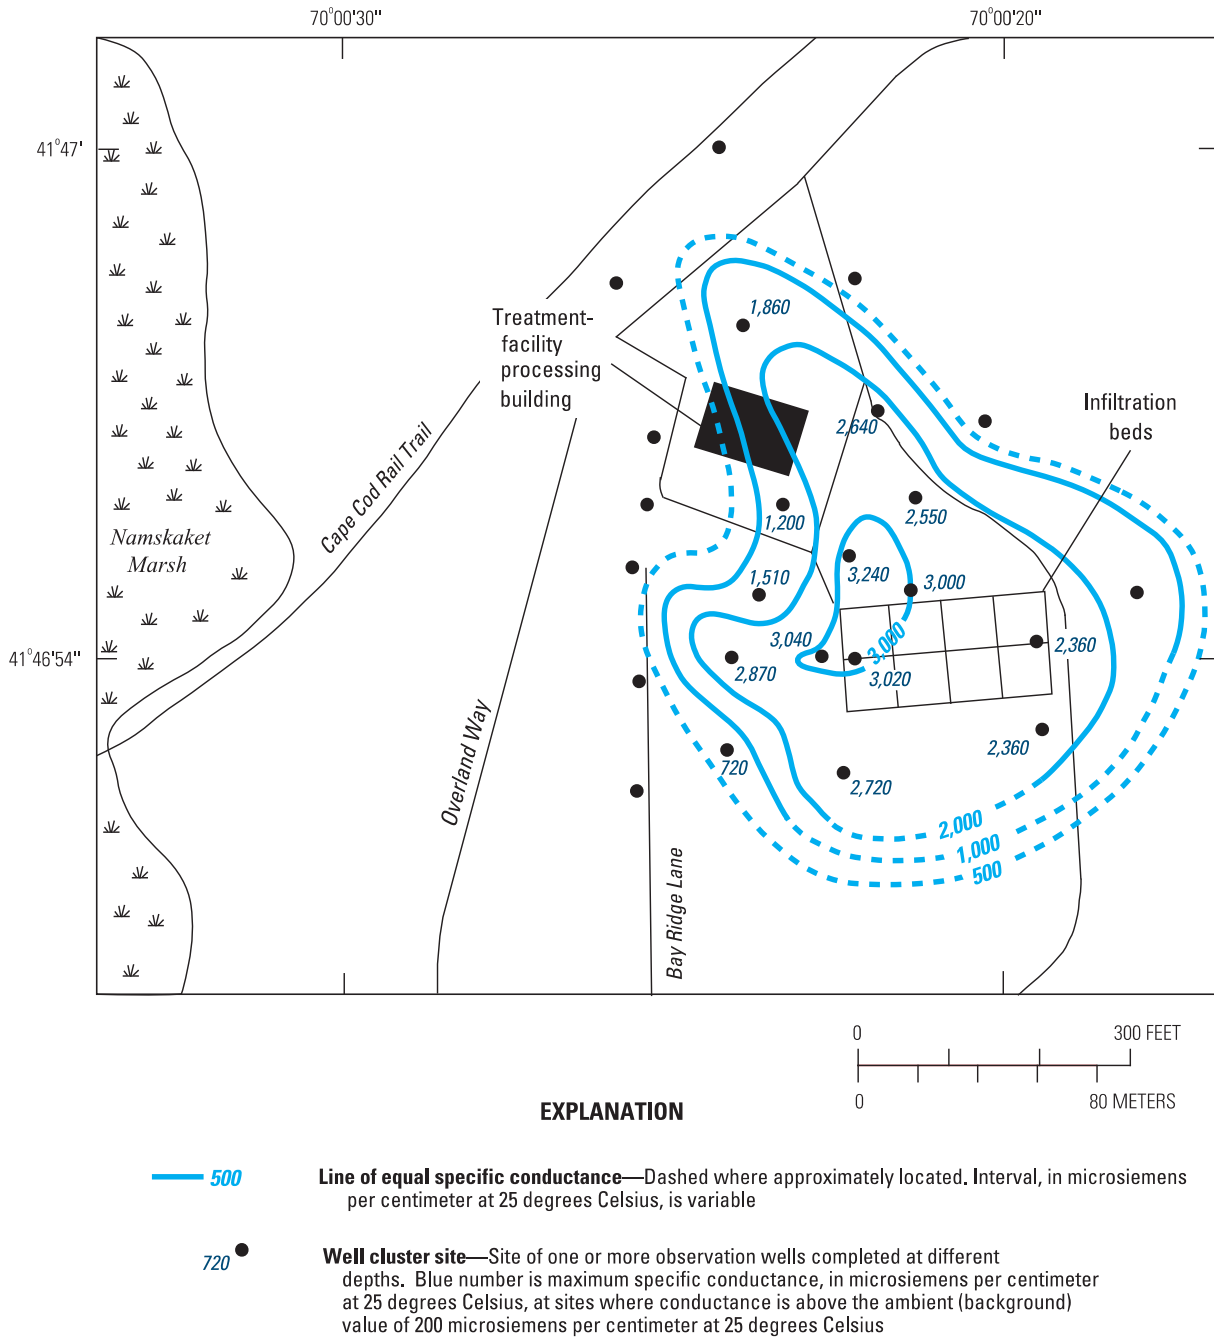 70°00'30"
70°00'20"
41°47'
1,860
Treatment-
facility
processing
building
2,640
Infiltration
beds
Cape Cod Rail Trail
1,200
2,550
Namskaket
Marsh
1,510
3,240
3,000
3,040
3,000
2,360
41°46'54"
2,870
3,020
Overland Way
720
2,360
2,720
2,000
1,000
500
Bay Ridge Lane
0
300 FEET
0
80 METERS
EXPLANATION
500
Line of equal specific conductance—Dashed where approximately located. Interval, in microsiemens
per centimeter at 25 degrees Celsius, is variable
720
Well cluster site—Site of one or more observation wells completed at different
depths. Blue number is maximum specific conductance, in microsiemens per centimeter
at 25 degrees Celsius, at sites where conductance is above the ambient (background)
value of 200 microsiemens per centimeter at 25 degrees Celsius